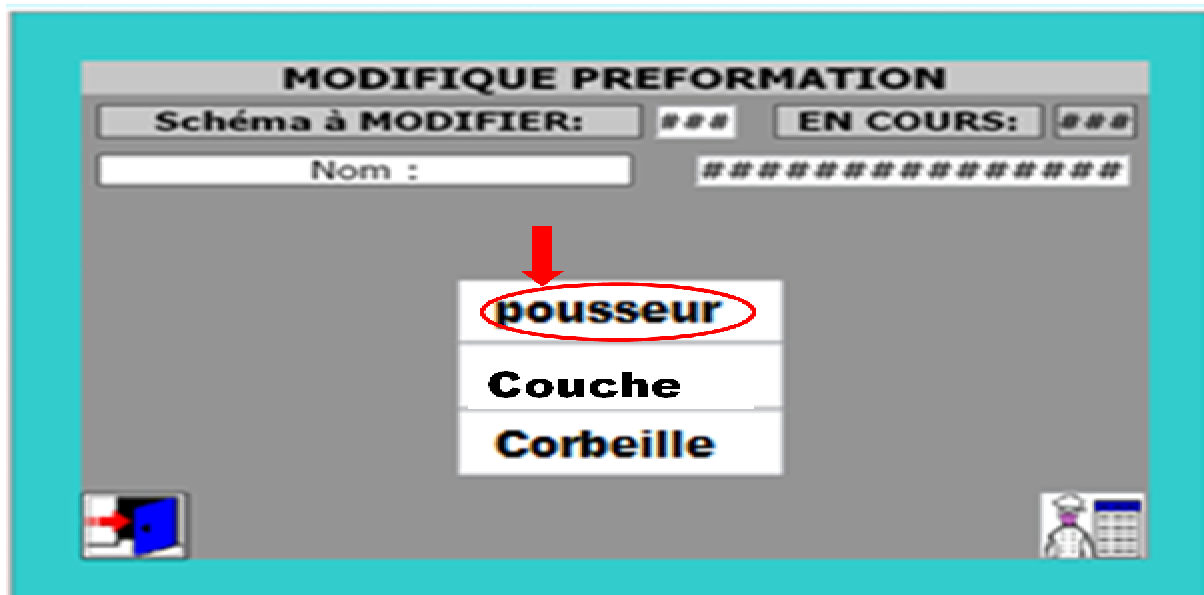 MODIFIQUE PREFORMATION
Schéma à MODIFIER: ### EN COURS: ###
Nom : ###############
pousseur
Couche
Corbeille